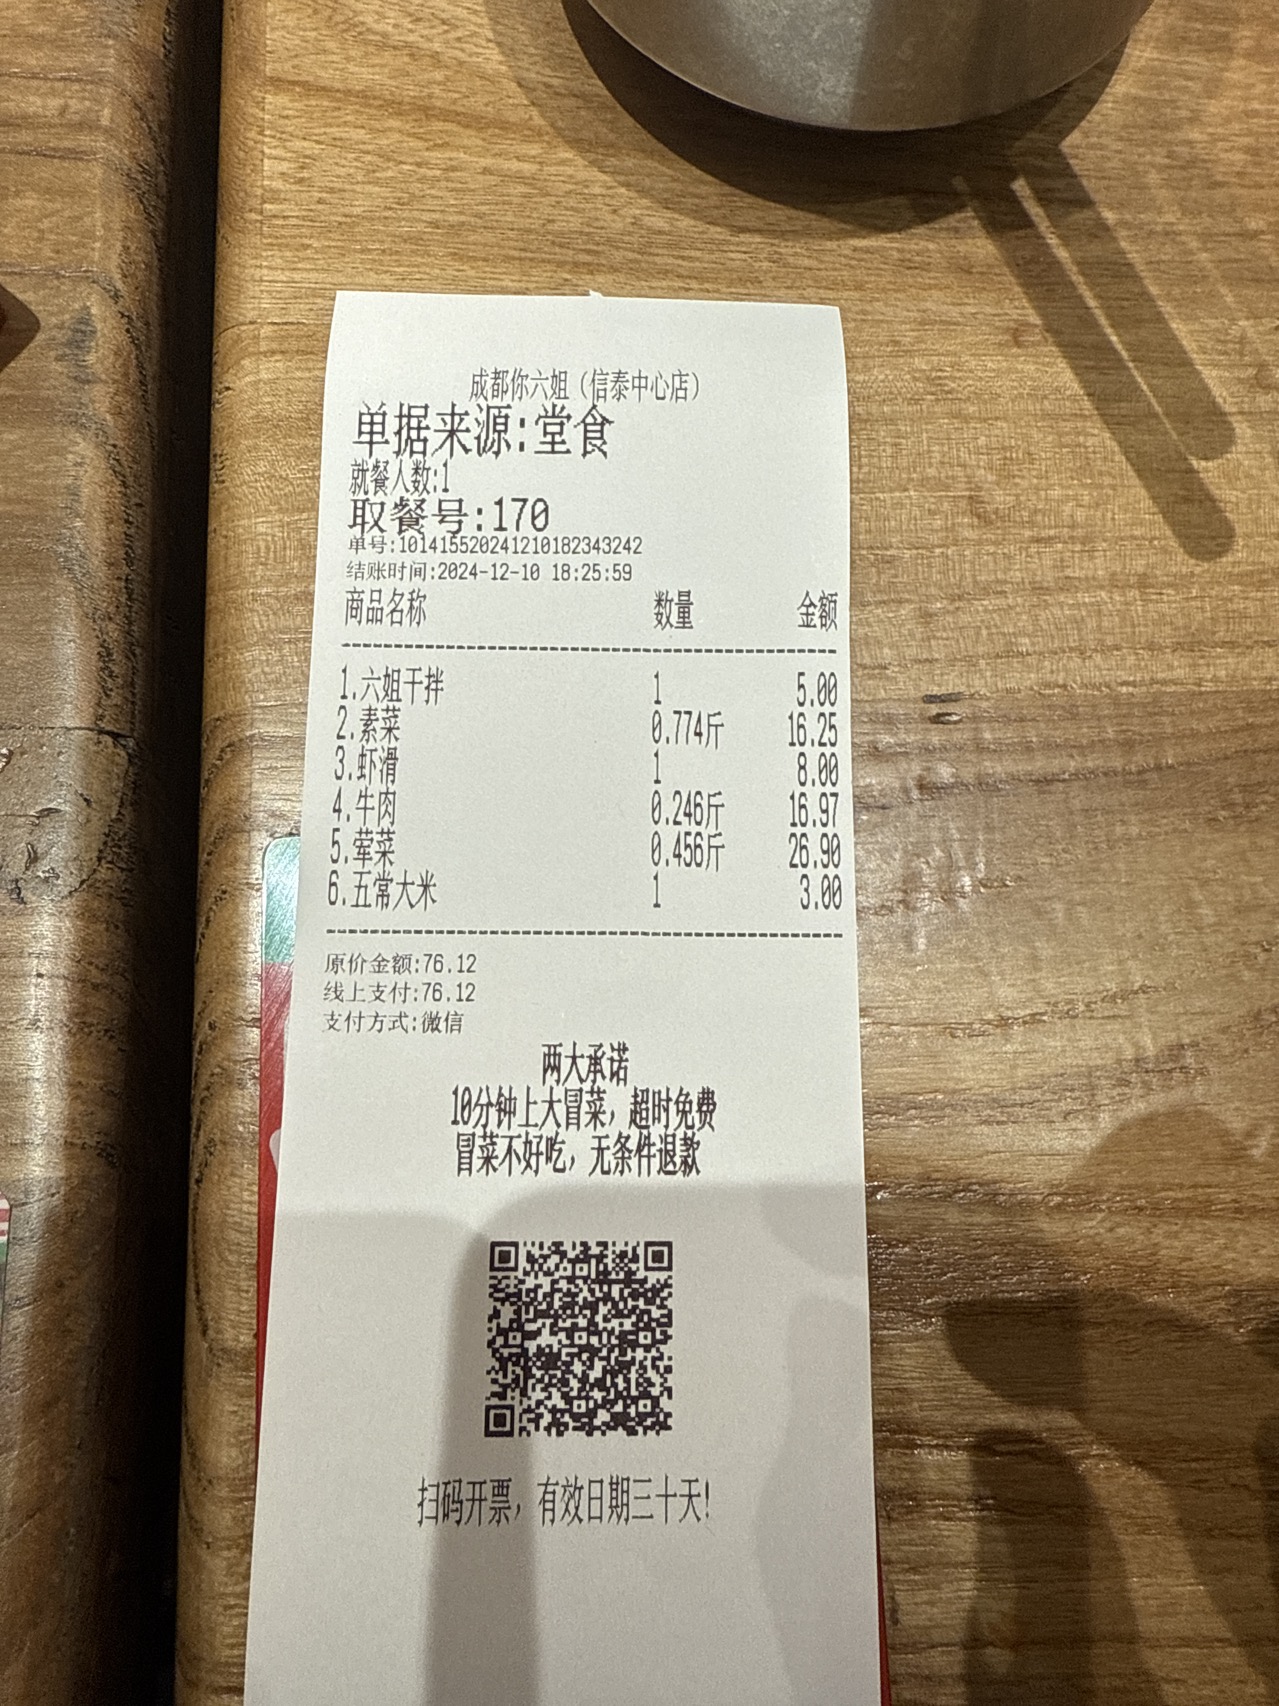 成都你六姐（信泰中心店）
单据来源:堂食
就餐人数:1
取餐号:170
单号:10141552024121018234​3242
结账时间:2024-12-10 18:25:59
商品名称 数量 金额
1.六姐干拌 1 5.00
2.素菜 0.774斤 16.25
3.虾滑 1 8.00
4.牛肉 0.246斤 16.97
5.荤菜 0.456斤 26.90
6.五常大米 1 3.00
原价金额:76.12
线上支付:76.12
支付方式:微信
两大承诺
10分钟上大冒菜，超时免费
冒菜不好吃，无条件退款
扫码开票，有效日期三十天!